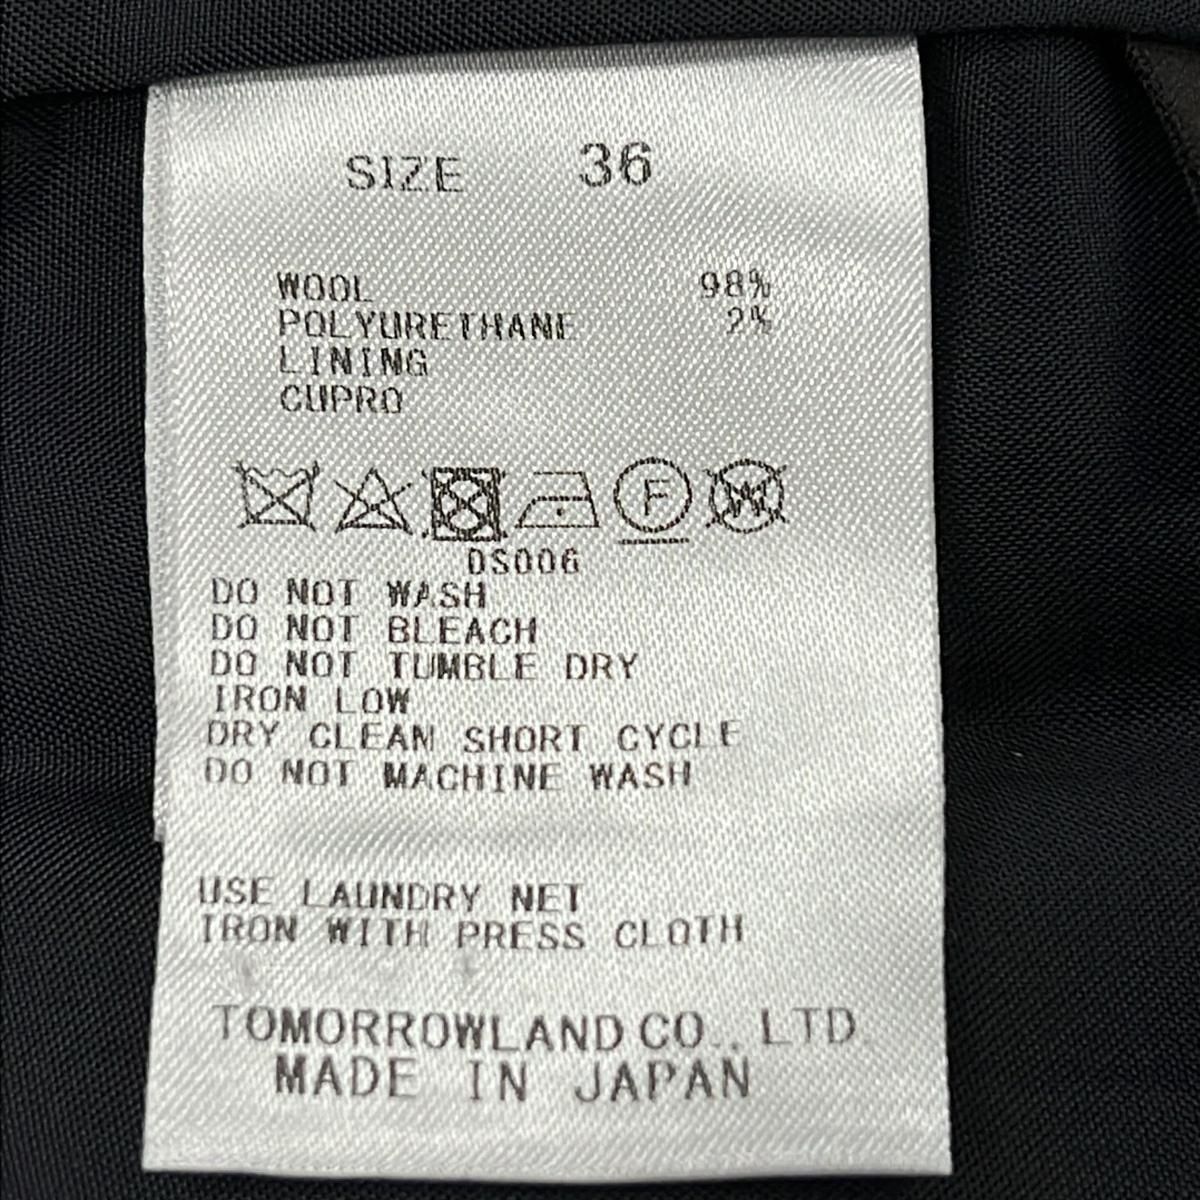 SIZE 36
WOOL 98%
POLYURETHANE 2%
LINING
CUPRO
F W
DS006
DO NOT WASH
DO NOT BLEACH
DO NOT TUMBLE DRY
IRON LOW
DRY CLEAN SHORT CYCLE
DO NOT MACHINE WASH
USE LAUNDRY NET
IRON WITH PRESS CLOTH
TOMORROWLAND CO., LTD.
MADE IN JAPAN